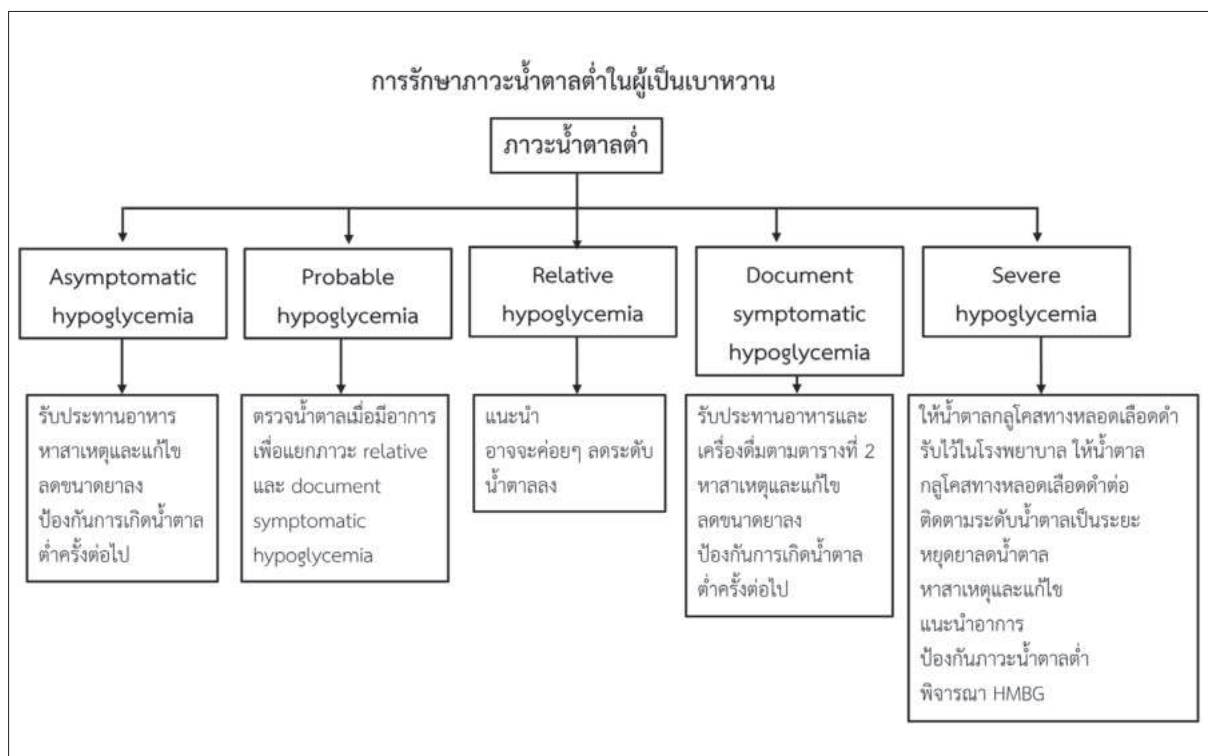 การรักษาภาวะน้ำตาลต่ำในผู้เป็นเบาหวาน
ภาวะน้ำตาลต่ำ
Asymptomatic
hypoglycemia
Probable
hypoglycemia
Relative
hypoglycemia
Document
symptomatic
hypoglycemia
Severe
hypoglycemia
รับประทานอาหาร
หาสาเหตุและแก้ไข
ลดขนาดยาลง
ป้องกันการเกิดน้ำตาล
ต่ำครั้งต่อไป
ตรวจน้ำตาลเมื่อมีอาการ
เพื่อแยกภาวะ relative
และ document
symptomatic
hypoglycemia
แนะนำ
อาจจะค่อยๆ ลดระดับ
น้ำตาลลง
รับประทานอาหารและ
เครื่องดื่มตามตารางที่ 2
หาสาเหตุและแก้ไข
ลดขนาดยาลง
ป้องกันการเกิดน้ำตาล
ต่ำครั้งต่อไป
ให้น้ำตาลกลูโคสทางหลอดเลือดดำ
รับไว้ในโรงพยาบาล ให้น้ำตาล
กลูโคสทางหลอดเลือดดำต่อ
ติดตามระดับน้ำตาลเป็นระยะ
หยุดยาลดน้ำตาล
หาสาเหตุและแก้ไข
แนะนำอาการ
ป้องกันภาวะน้ำตาลต่ำ
พิจารณา HMBG